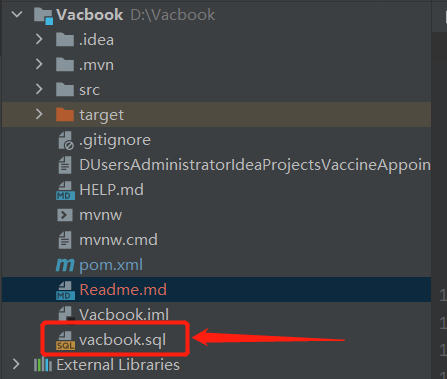 Vacbook D:\Vacbook
.idea
.mvn
src
target
.gitignore
DUsersAdministratorIdeaProjectsVaccineAppoin
HELP.md
mvnw
mvnw.cmd
pom.xml
Readme.md
Vacbook.iml
vacbook.sql
External Libraries